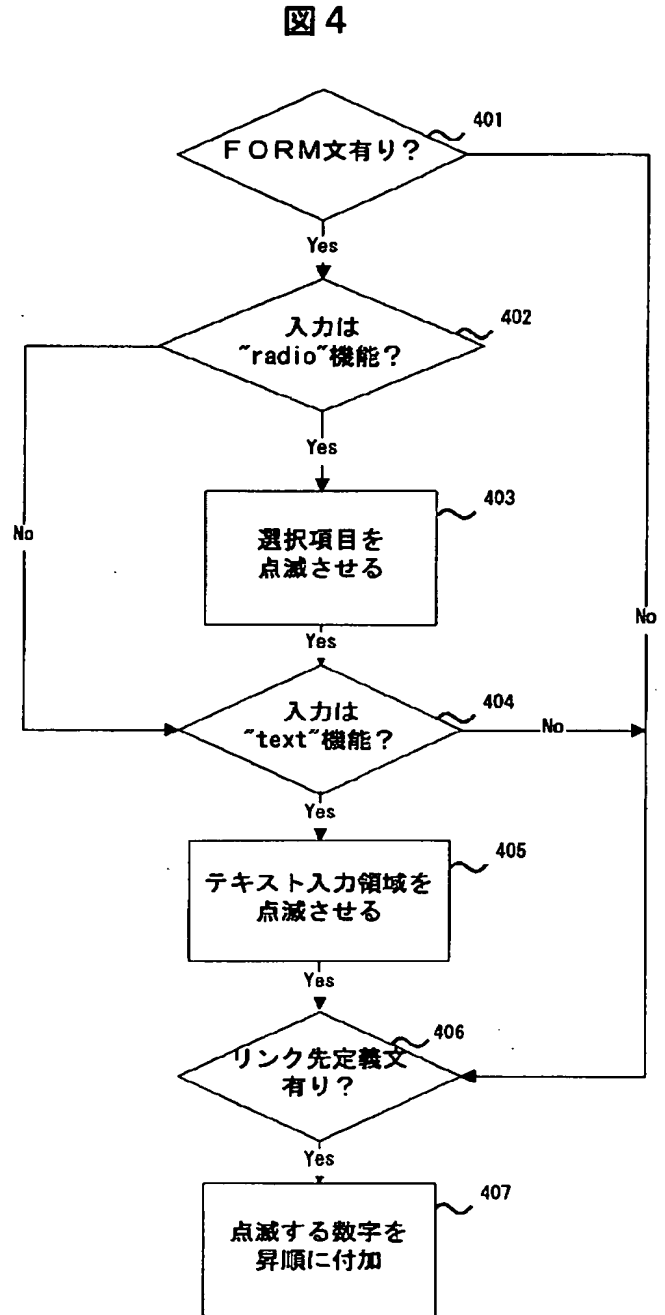 図4
401
FORM文有り?
Yes
402
入力は
"radio"機能?
Yes
403
No
選択項目を
点滅させる
No
Yes
404
入力は
"text"機能?
No
Yes
405
テキスト入力領域を
点滅させる
Yes
406
リンク先定義文
有り?
Yes
407
点滅する数字を
昇順に付加